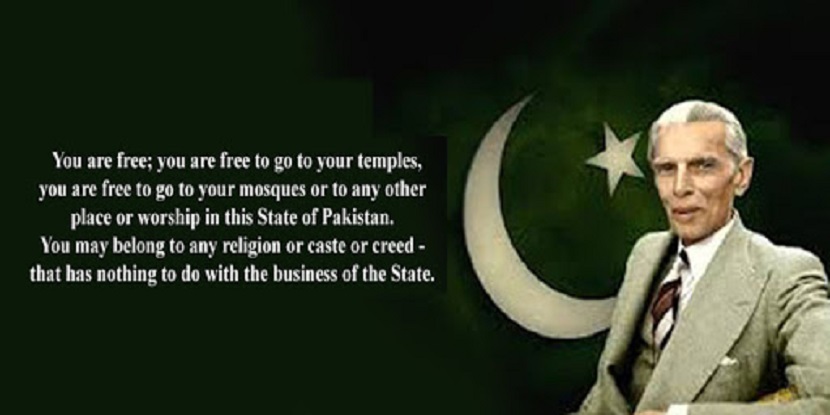 You are free; you are free to go to your temples,
you are free to go to your mosques or to any other
place or worship in this State of Pakistan.
You may belong to any religion or caste or creed -
that has nothing to do with the business of the State.